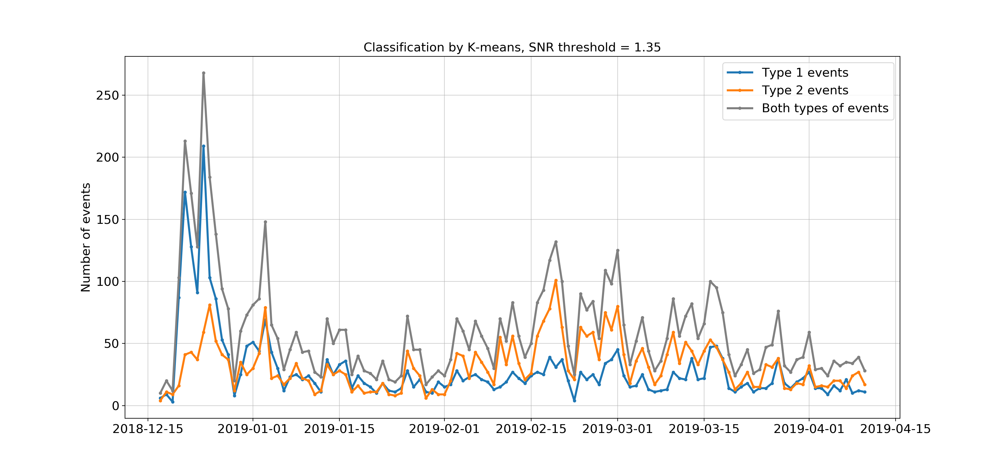 Classification by K-means, SNR threshold = 1.35
Type 1 events
Type 2 events
Both types of events
Number of events
250
200
150
100
50
0
2018-12-15 2019-01-01 2019-01-15 2019-02-01 2019-02-15 2019-03-01 2019-03-15 2019-04-01 2019-04-15